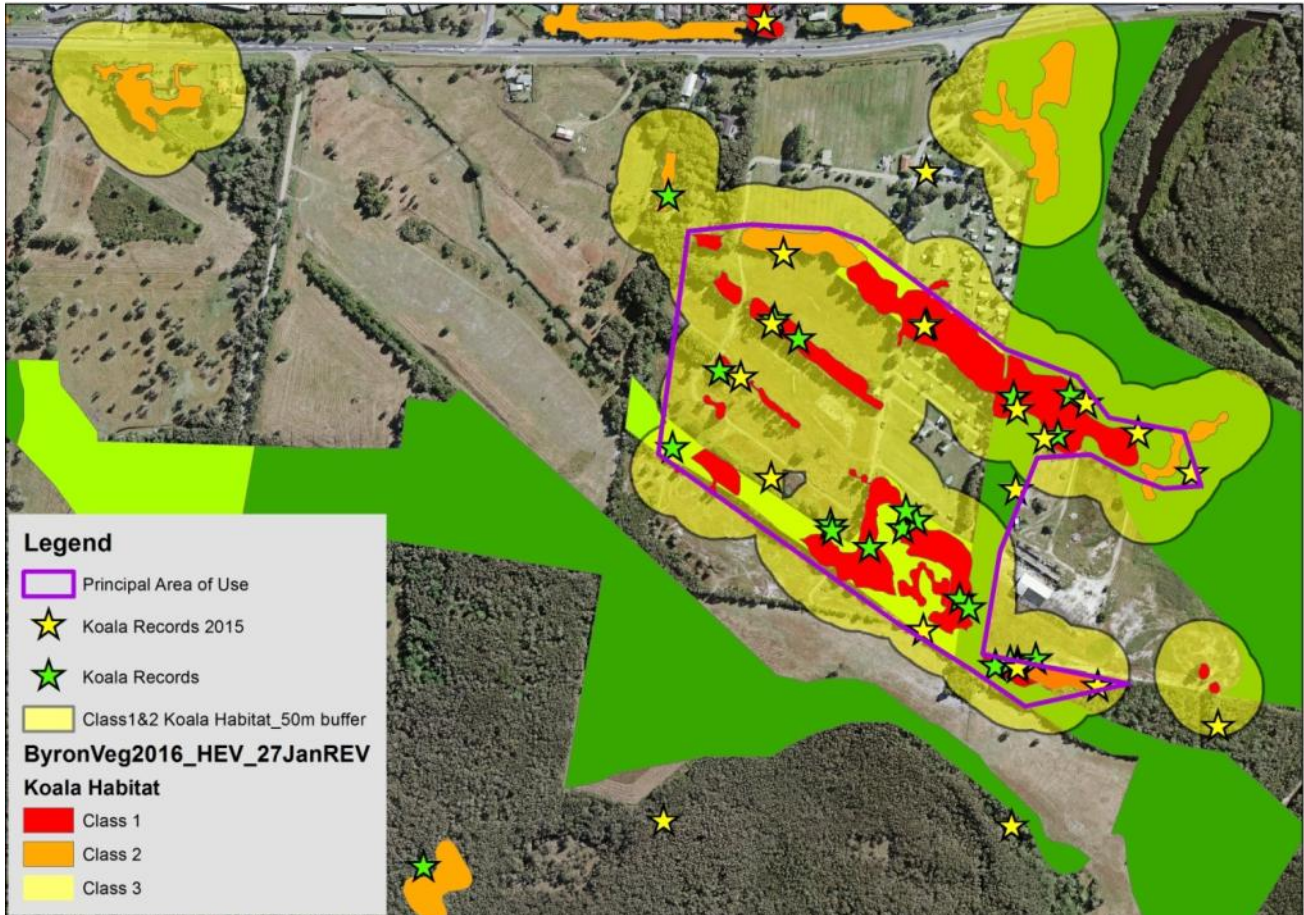 Legend
Principal Area of Use
Koala Records 2015
Koala Records
Class1&2 Koala Habitat_50m buffer
ByronVeg2016_HEV_27JanREV
Koala Habitat
Class 1
Class 2
Class 3